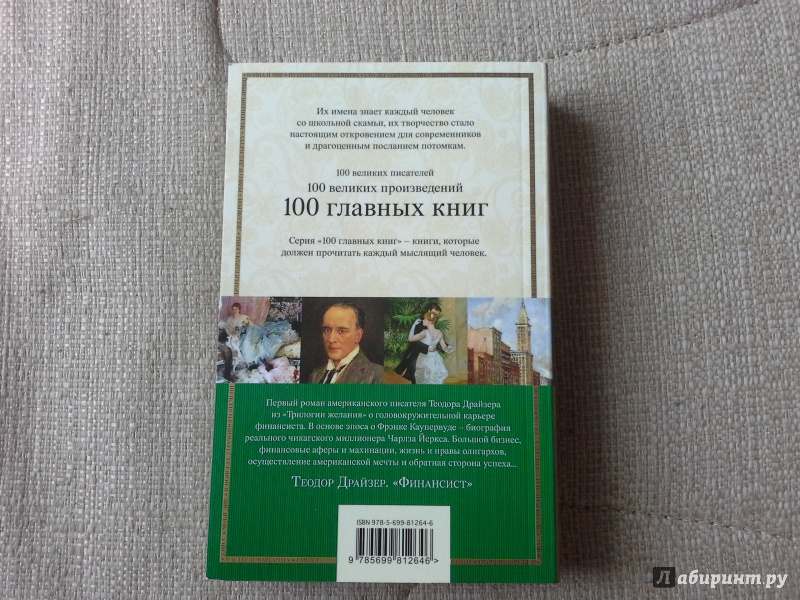 Их имена знает каждый человек
со школьной скамьи, их творчество стало
настоящим откровением для современников
и драгоценным посланием потомкам.
100 великих писателей
100 великих произведений
100 главных книг
Серия «100 главных книг» – книги, которые
должен прочитать каждый мыслящий человек.
Первый роман американского писателя Теодора Драйзера
из «Трилогии желания» о головокружительной карьере
финансиста. В основе эпоса о Фрэнке Каупервуде – биография
реального чикагского миллионера Чарлза Йеркса. Большой бизнес,
финансовые аферы и махинации, жизнь и нравы олигархов,
осуществление американской мечты и обратная сторона успеха...
Теодор Драйзер. «Финансист»
ISBN 978-5-699-81264-6
9 785699 812646 >
Лабиринт.ру